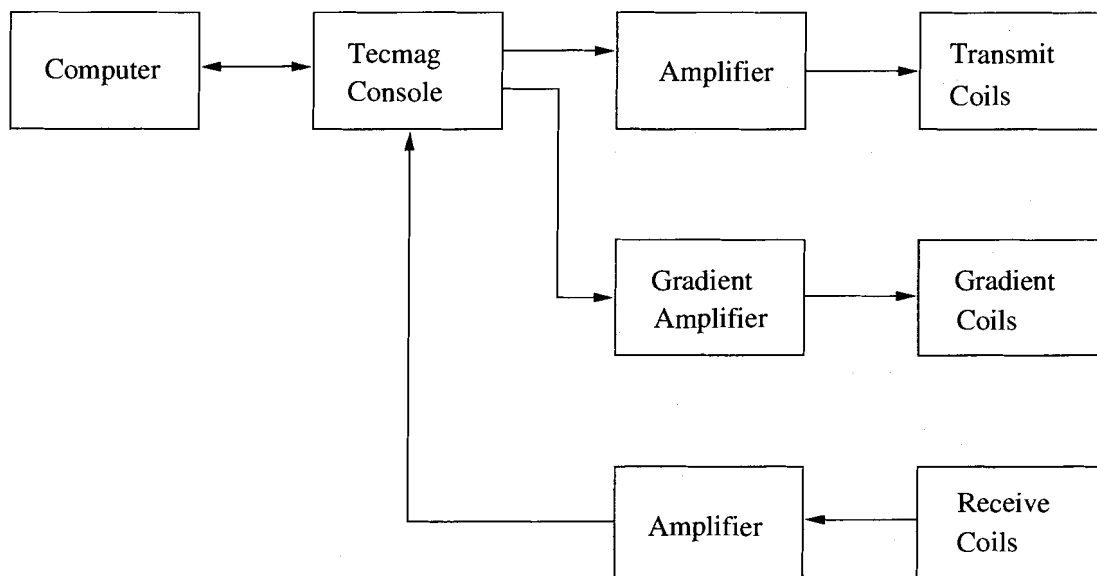 Computer
Tecmag
Console
Amplifier
Transmit
Coils
Gradient
Amplifier
Gradient
Coils
Amplifier
Receive
Coils